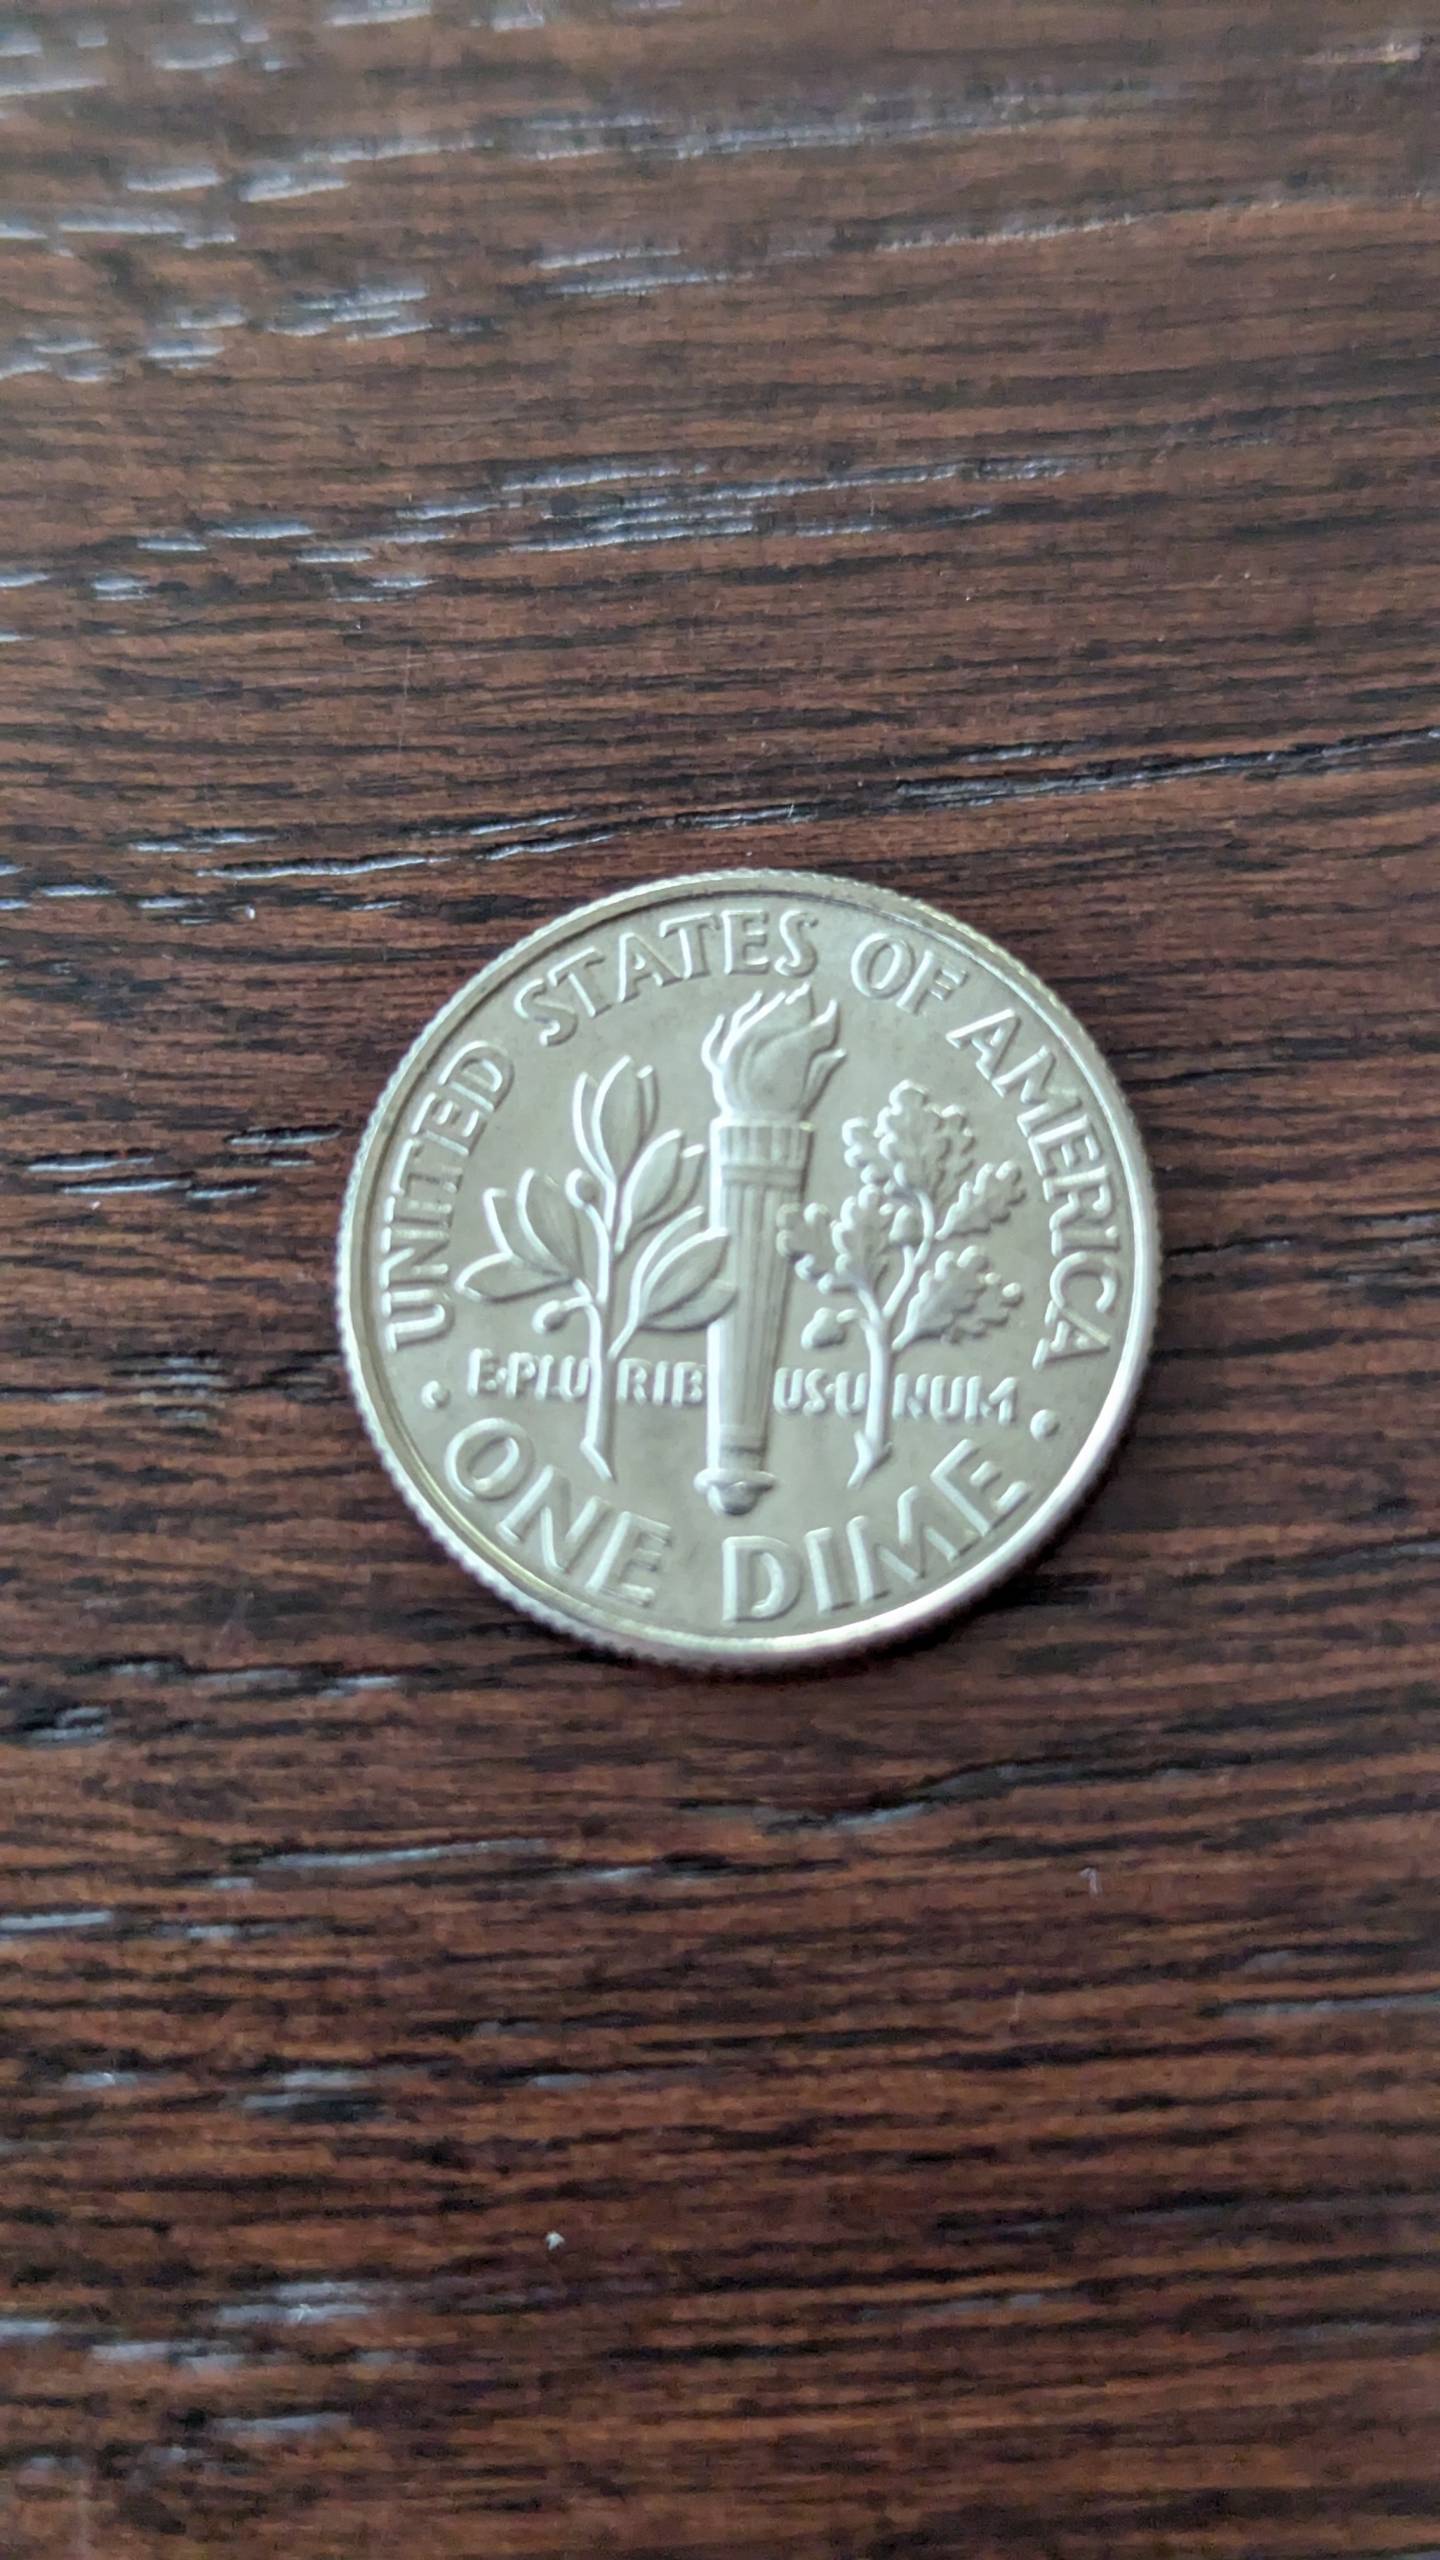 UNITED STATES OF AMERICA
E·PLURIBUS·UNUM
· ONE DIME ·